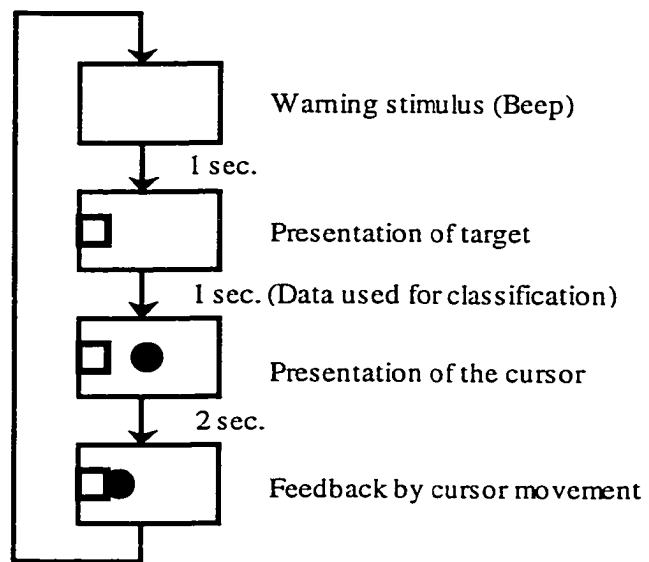 Warning stimulus (Beep)
1 sec.
Presentation of target
1 sec. (Data used for classification)
Presentation of the cursor
2 sec.
Feedback by cursor movement